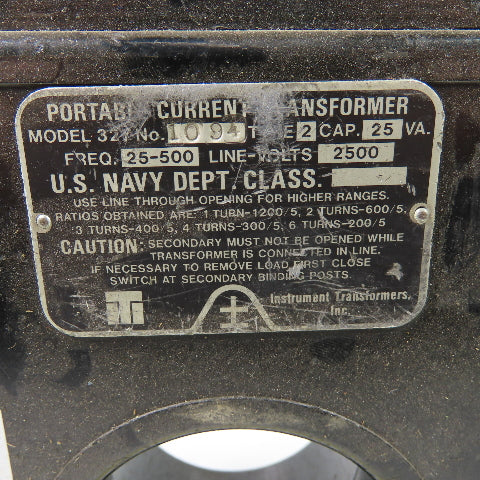 PORTABLE CURRENT TRANSFORMER
MODEL 327 No. 1094 TYPE 2 CAP. 25 VA.
FREQ. 25-500 LINE-VOLTS 2500
U.S. NAVY DEPT. CLASS.
USE LINE THROUGH OPENING FOR HIGHER RANGES.
RATIOS OBTAINED ARE: 1 TURN-1200/5, 2 TURNS-600/5,
3 TURNS-400/5, 4 TURNS-300/5, 6 TURNS-200/5
CAUTION: SECONDARY MUST NOT BE OPENED WHILE
TRANSFORMER IS CONNECTED IN LINE.
IF NECESSARY TO REMOVE LOAD FIRST CLOSE
SWITCH AT SECONDARY BINDING POSTS.
ITI
Instrument Transformers,
Inc.